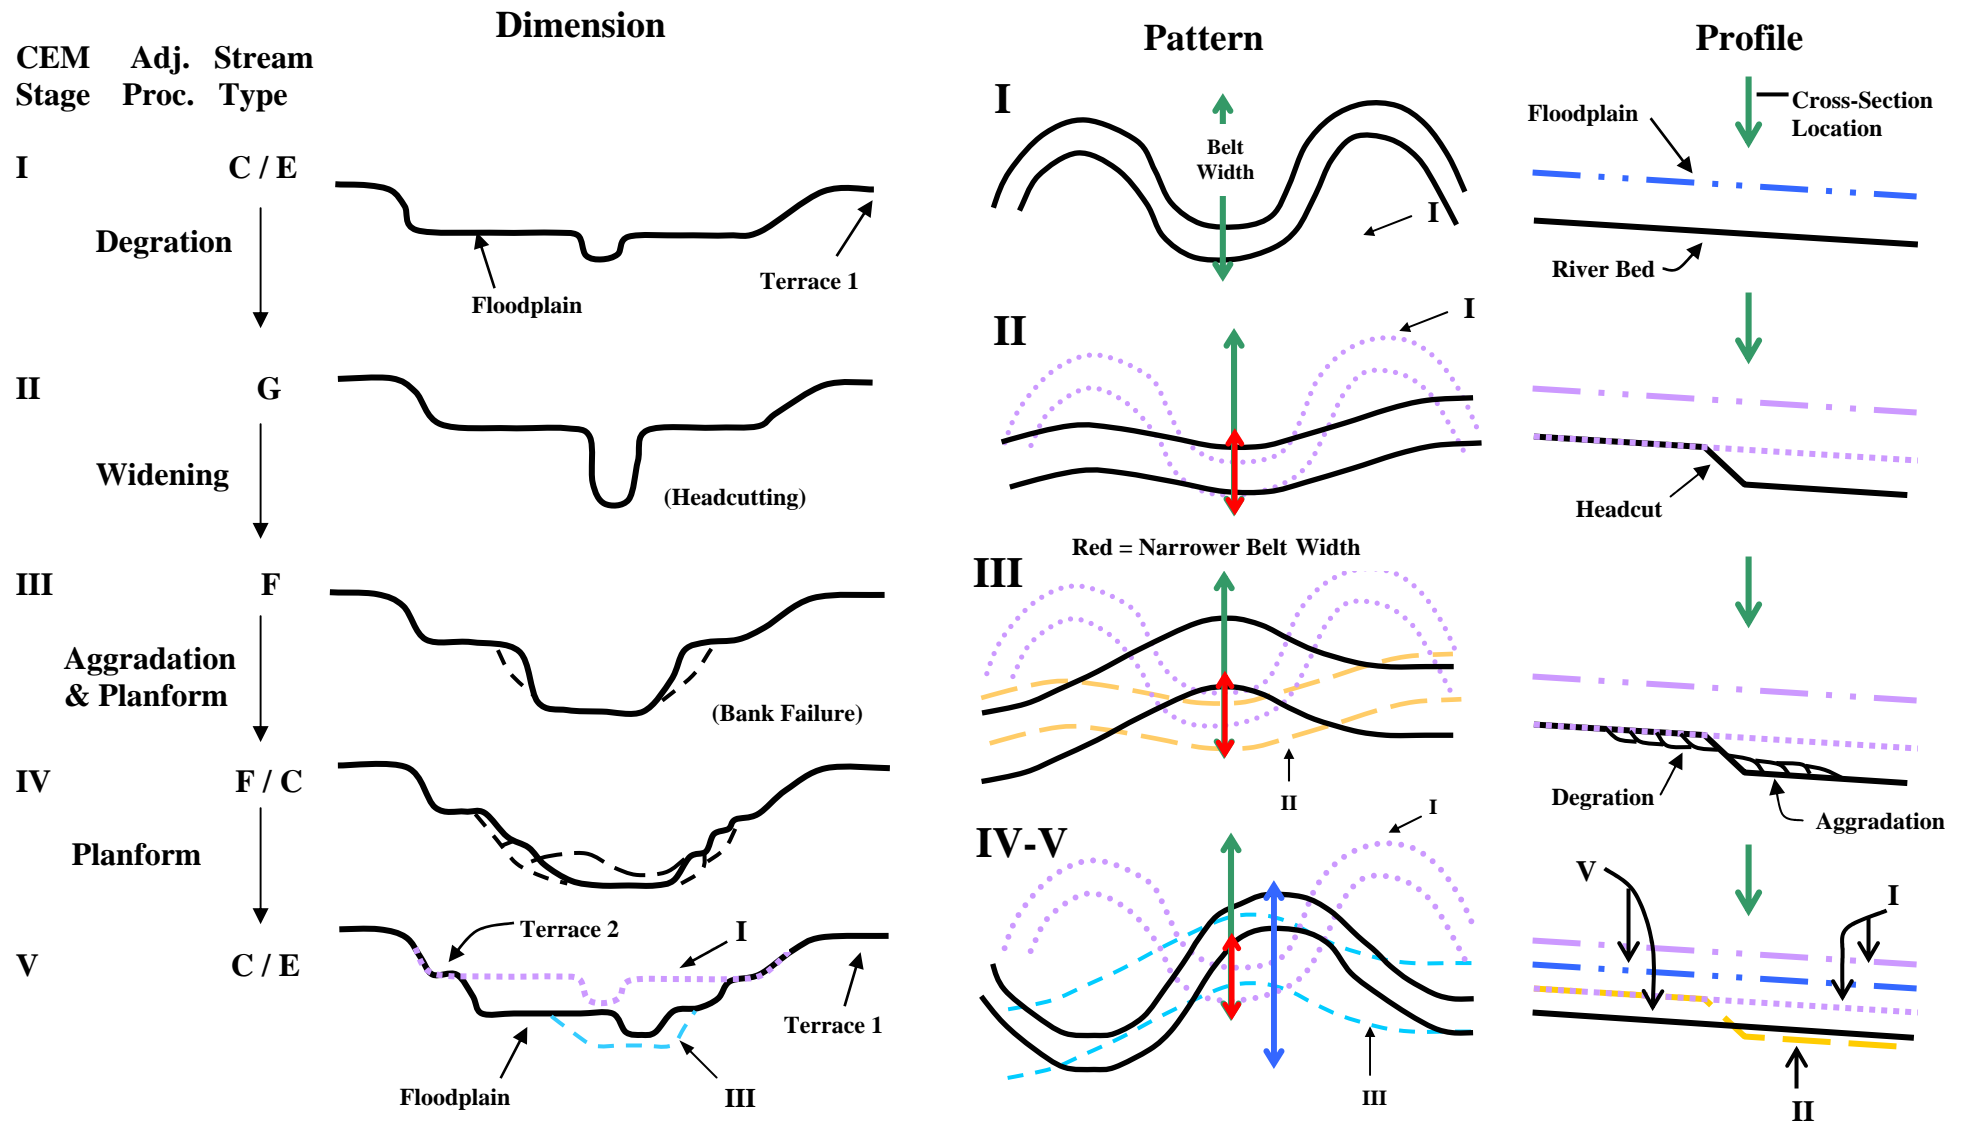 Dimension
CEM Adj. Stream
Stage Proc. Type
I C / E
Degration
Floodplain
Terrace 1
II G
Widening
(Headcutting)
III F
Aggradation
& Planform
(Bank Failure)
IV F / C
Planform
V C / E
Terrace 2
I
Terrace 1
Floodplain
III
Pattern
I
Belt
Width
I
II
I
Red = Narrower Belt Width
III
II
IV-V
I
III
Profile
Cross-Section
Location
Floodplain
River Bed
Headcut
Degration
Aggradation
V
I
II